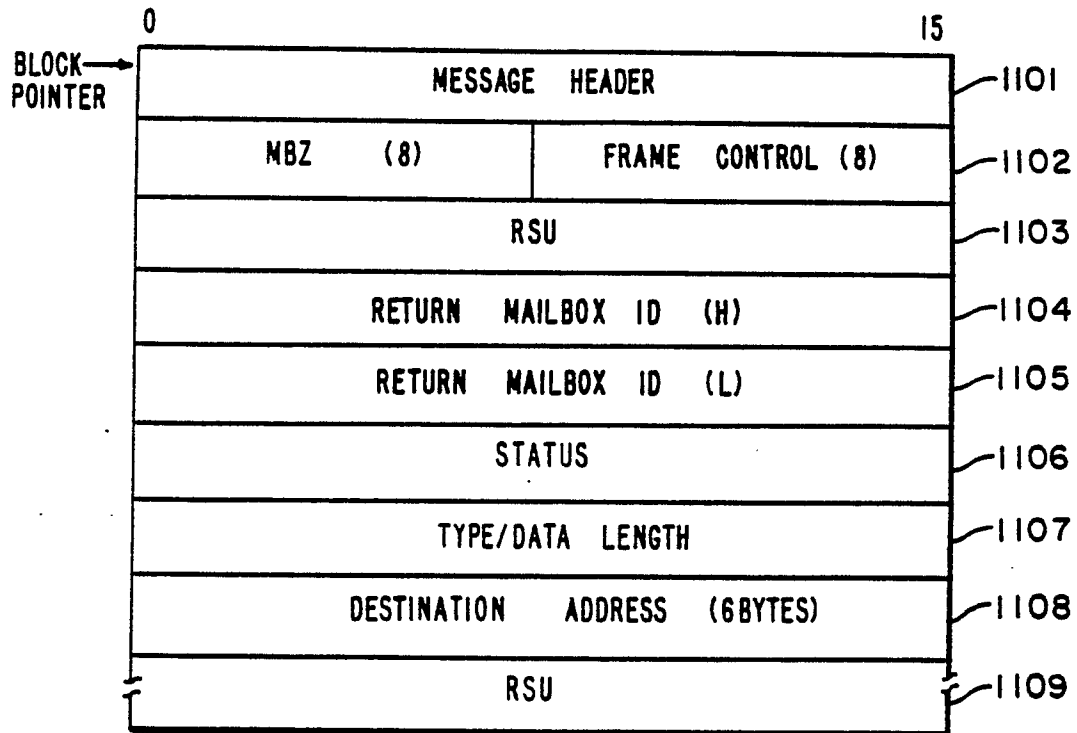 0 15
BLOCK
POINTER
MESSAGE HEADER 1101
MBZ (8) FRAME CONTROL (8) 1102
RSU 1103
RETURN MAILBOX ID (H) 1104
RETURN MAILBOX ID (L) 1105
STATUS 1106
TYPE/DATA LENGTH 1107
DESTINATION ADDRESS (6BYTES) 1108
RSU 1109